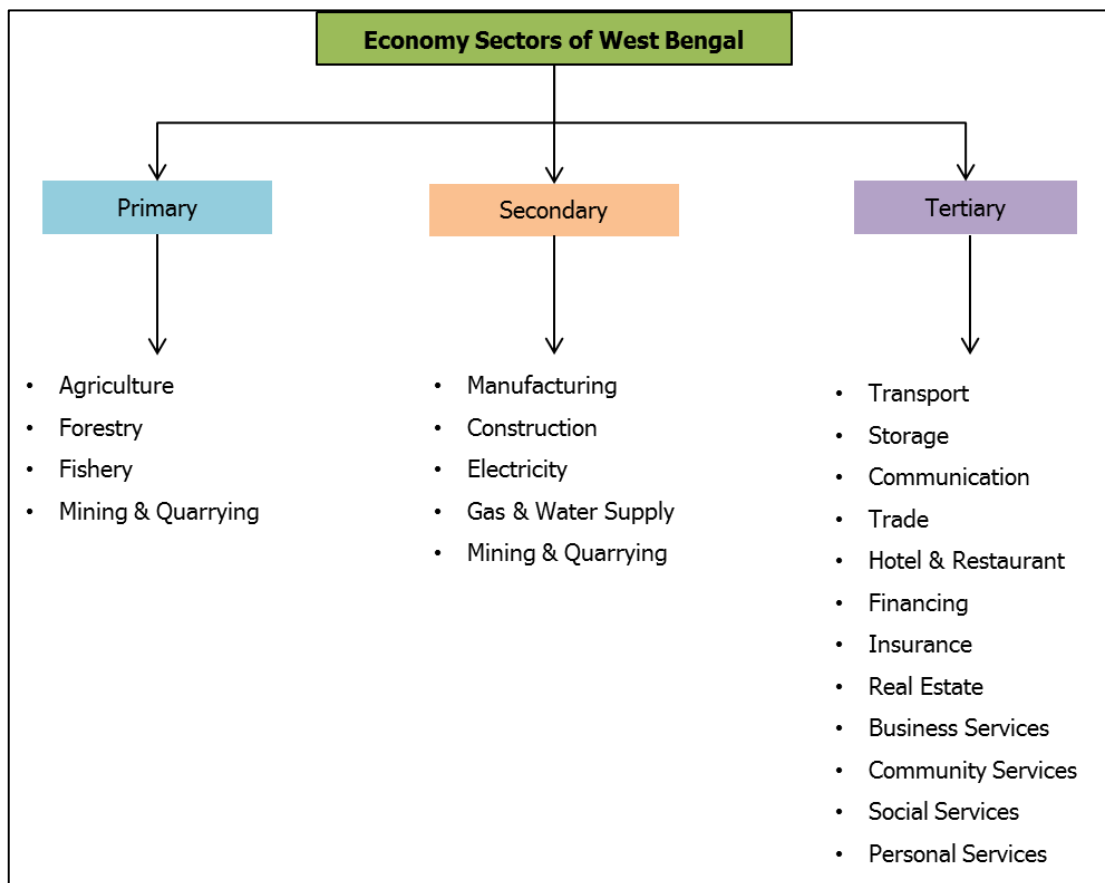 Economy Sectors of West Bengal
Primary
Secondary
Tertiary
• Agriculture
• Forestry
• Fishery
• Mining & Quarrying
• Manufacturing
• Construction
• Electricity
• Gas & Water Supply
• Mining & Quarrying
• Transport
• Storage
• Communication
• Trade
• Hotel & Restaurant
• Financing
• Insurance
• Real Estate
• Business Services
• Community Services
• Social Services
• Personal Services